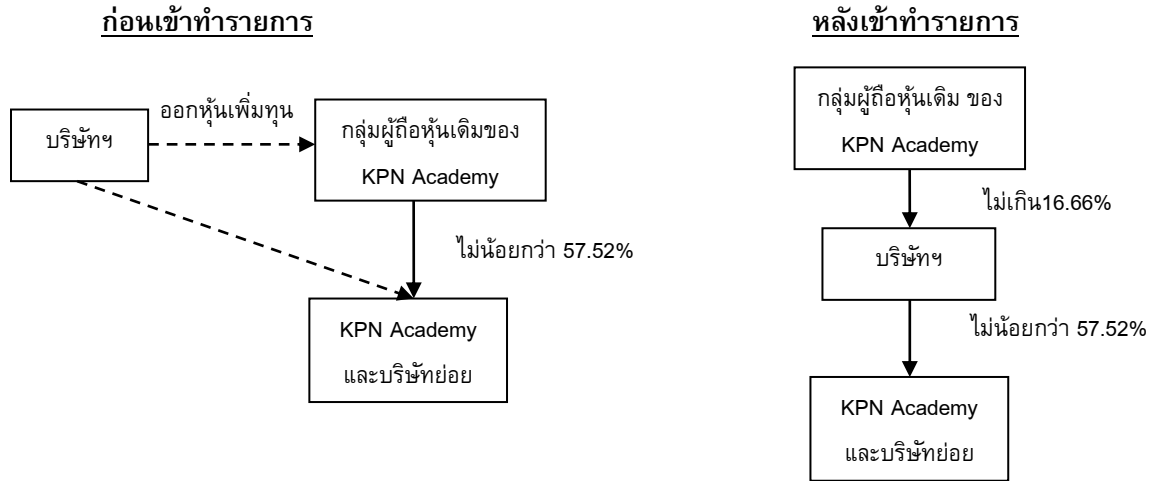 ก่อนเข้าทำรายการ
บริษัทฯ
ออกหุ้นเพิ่มทุน
กลุ่มผู้ถือหุ้นเดิมของ
KPN Academy
ไม่น้อยกว่า 57.52%
KPN Academy
และบริษัทย่อย
หลังเข้าทำรายการ
กลุ่มผู้ถือหุ้นเดิม ของ
KPN Academy
ไม่เกิน16.66%
บริษัทฯ
ไม่น้อยกว่า 57.52%
KPN Academy
และบริษัทย่อย